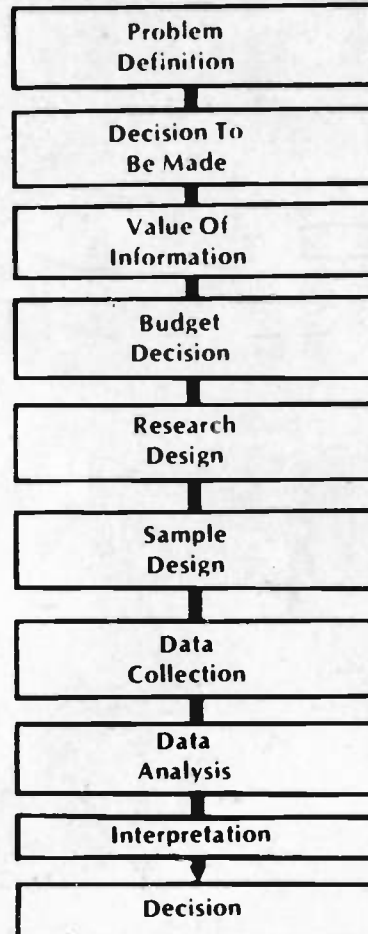 Problem
Definition
Decision To
Be Made
Value Of
Information
Budget
Decision
Research
Design
Sample
Design
Data
Collection
Data
Analysis
Interpretation
Decision